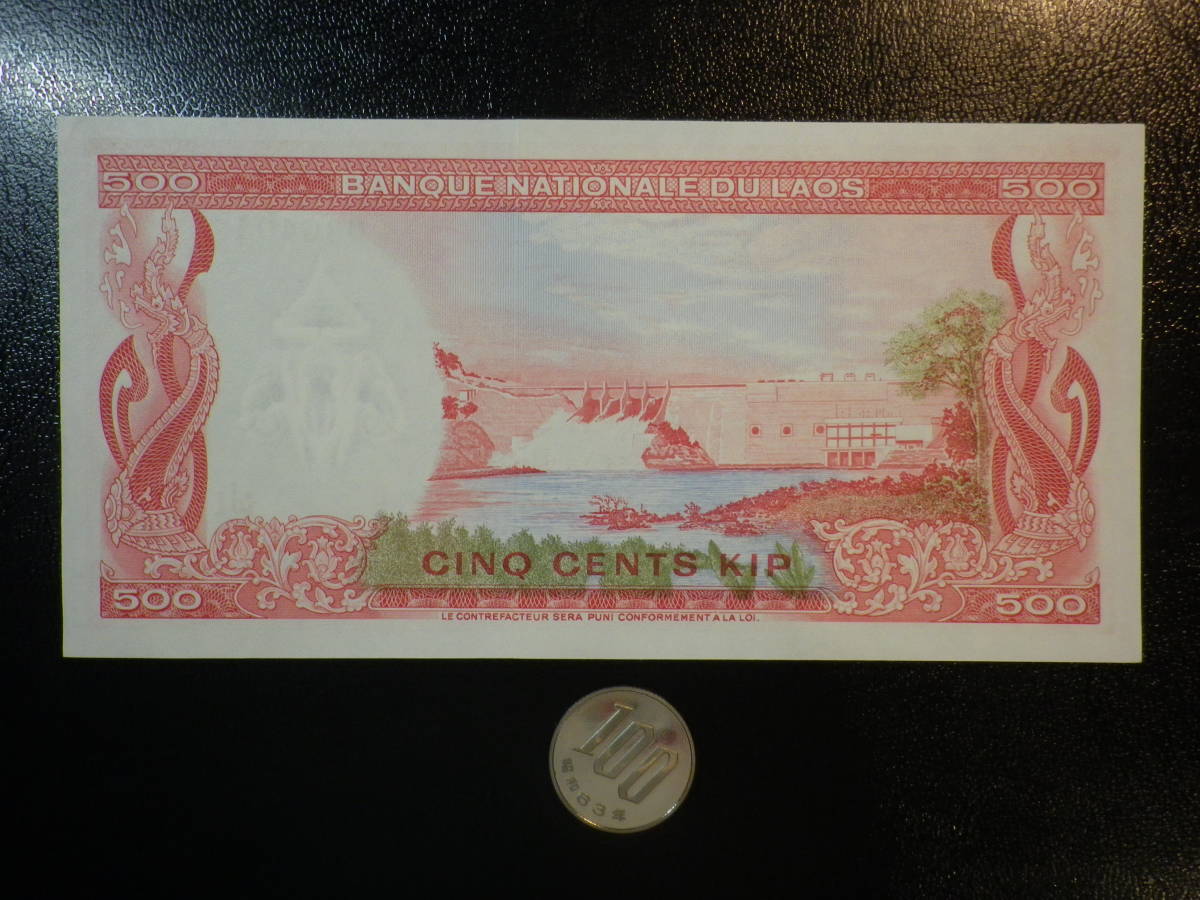 500 BANQUE NATIONALE DU LAOS 500
CINQ CENTS KIP
500 500
LE CONTREFACTEUR SERA PUNI CONFORMEMENT A LA LOI.
100
昭和63年